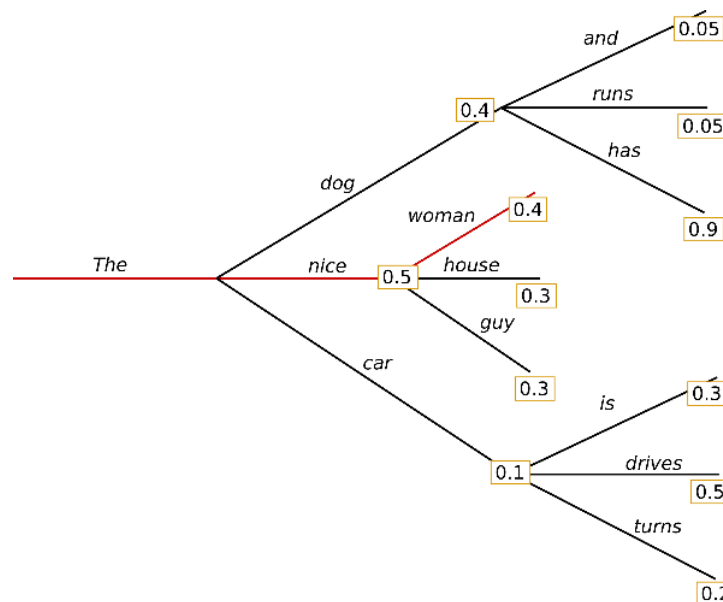 and
0.05
runs
0.4
0.05
has
dog
woman
0.4
0.9
The
nice
0.5
house
0.3
guy
car
0.3
is
0.3
drives
0.1
0.5
turns